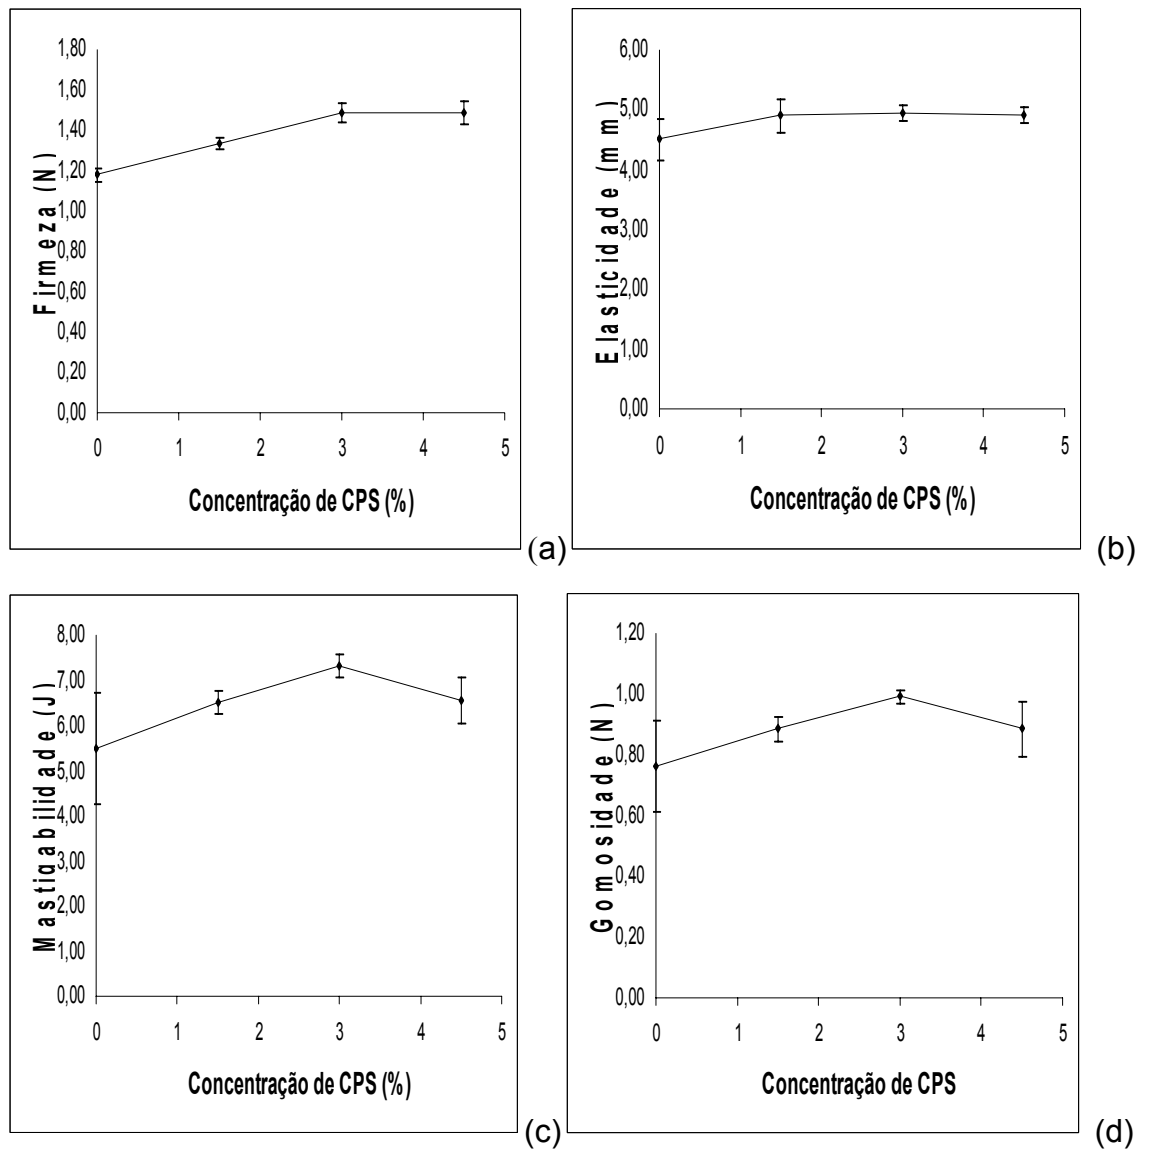 1,80
1,60
1,40
1,20
1,00
0,80
0,60
0,40
0,20
0,00
Firmeza (N)
0 1 2 3 4 5
Concentração de CPS (%)
(a)
6,00
5,00
4,00
3,00
2,00
1,00
0,00
Elasticidade (mm)
0 1 2 3 4 5
Concentração de CPS (%)
(b)
8,00
7,00
6,00
5,00
4,00
3,00
2,00
1,00
0,00
Mastigabilidade (J)
0 1 2 3 4 5
Concentração de CPS (%)
(c)
1,20
1,00
0,80
0,60
0,40
0,20
0,00
Gomosidade (N)
0 1 2 3 4 5
Concentração de CPS
(d)